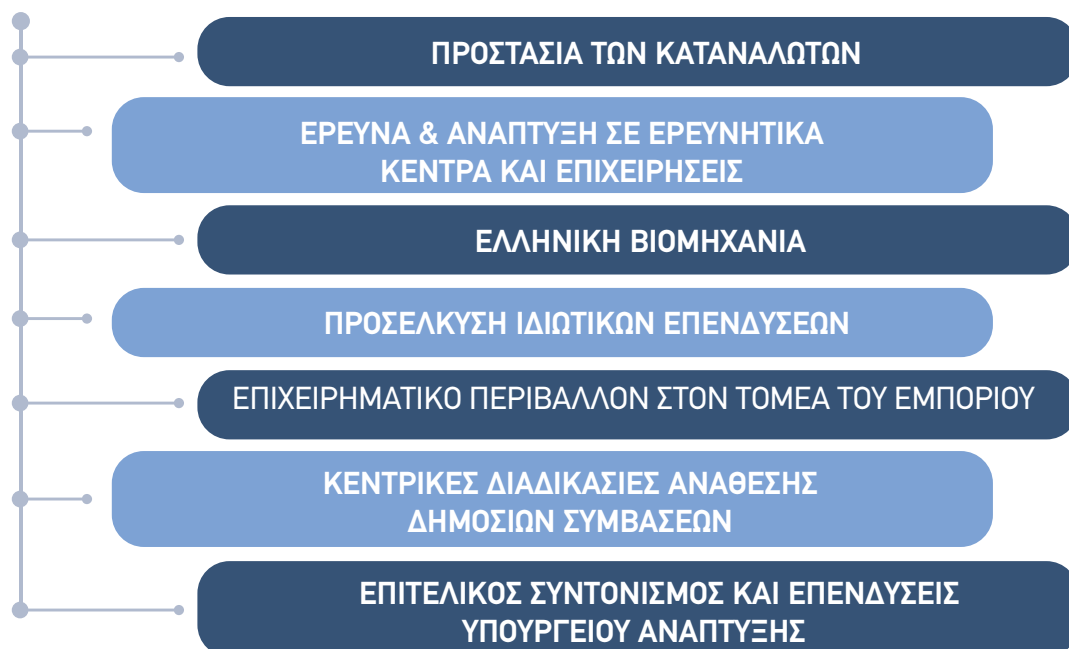 ΠΡΟΣΤΑΣΙΑ ΤΩΝ ΚΑΤΑΝΑΛΩΤΩΝ
ΕΡΕΥΝΑ & ΑΝΑΠΤΥΞΗ ΣΕ ΕΡΕΥΝΗΤΙΚΑ
ΚΕΝΤΡΑ ΚΑΙ ΕΠΙΧΕΙΡΗΣΕΙΣ
ΕΛΛΗΝΙΚΗ ΒΙΟΜΗΧΑΝΙΑ
ΠΡΟΣΕΛΚΥΣΗ ΙΔΙΩΤΙΚΩΝ ΕΠΕΝΔΥΣΕΩΝ
ΕΠΙΧΕΙΡΗΜΑΤΙΚΟ ΠΕΡΙΒΑΛΛΟΝ ΣΤΟΝ ΤΟΜΕΑ ΤΟΥ ΕΜΠΟΡΙΟΥ
ΚΕΝΤΡΙΚΕΣ ΔΙΑΔΙΚΑΣΙΕΣ ΑΝΑΘΕΣΗΣ
ΔΗΜΟΣΙΩΝ ΣΥΜΒΑΣΕΩΝ
ΕΠΙΤΕΛΙΚΟΣ ΣΥΝΤΟΝΙΣΜΟΣ ΚΑΙ ΕΠΕΝΔΥΣΕΙΣ
ΥΠΟΥΡΓΕΙΟΥ ΑΝΑΠΤΥΞΗΣ